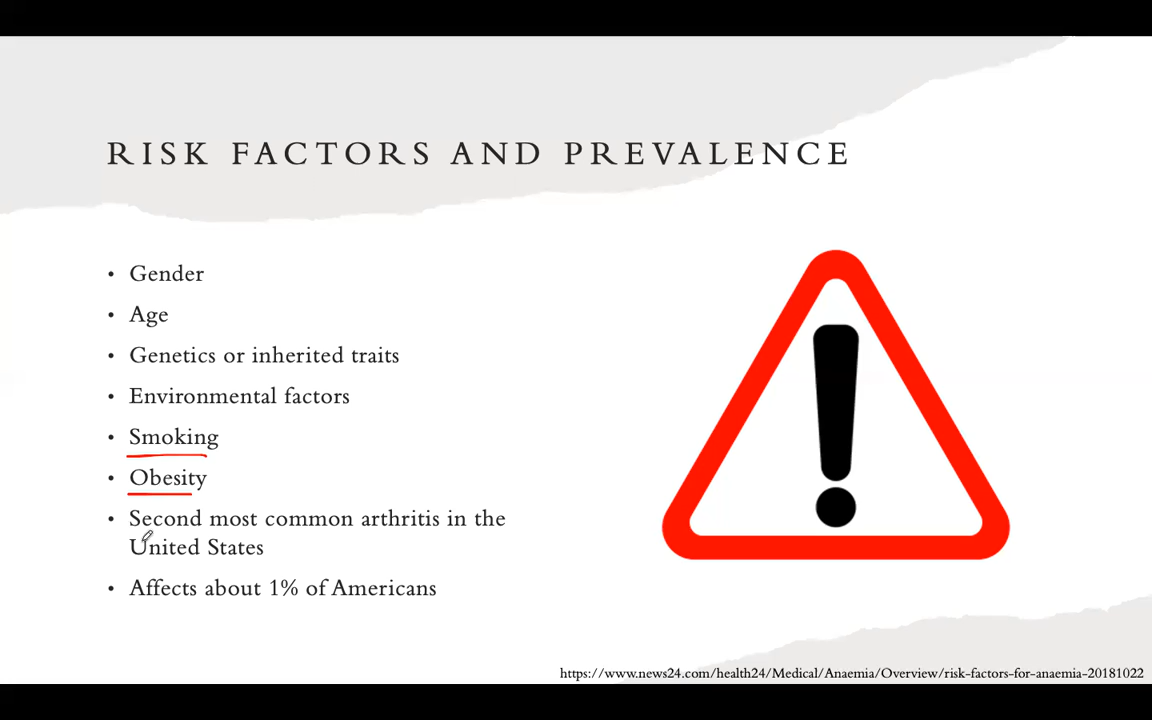 RISK FACTORS AND PREVALENCE
• Gender
• Age
• Genetics or inherited traits
• Environmental factors
• Smoking
• Obesity
• Second most common arthritis in the
United States
• Affects about 1% of Americans
https://www.news24.com/health24/Medical/Anaemia/Overview/risk-factors-for-anaemia-20181022